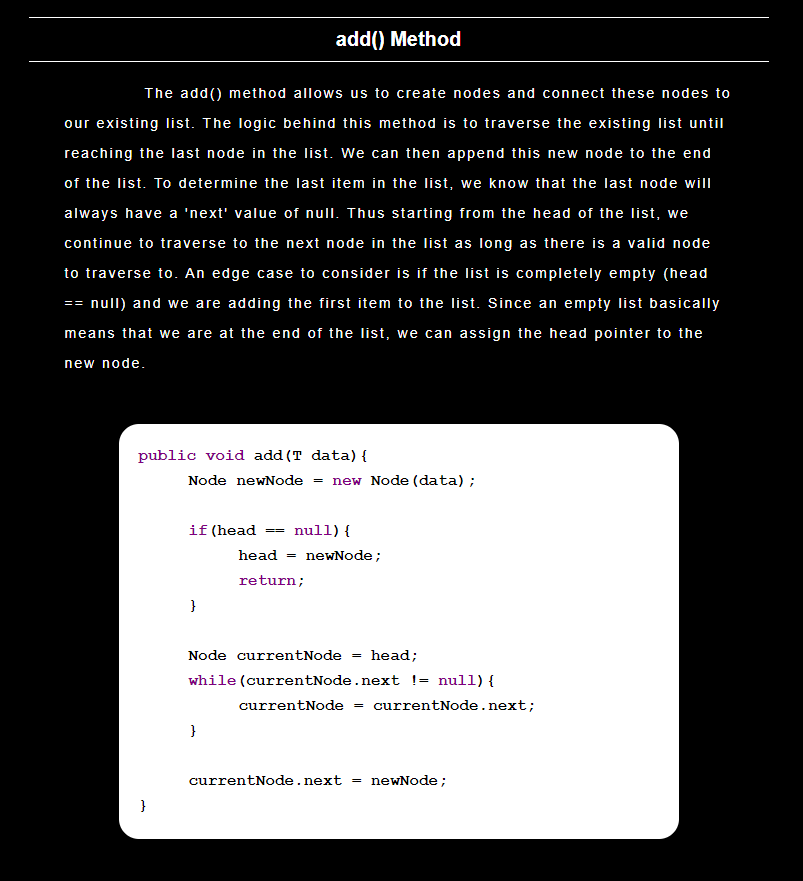 add() Method
The add() method allows us to create nodes and connect these nodes to
our existing list. The logic behind this method is to traverse the existing list until
reaching the last node in the list. We can then append this new node to the end
of the list. To determine the last item in the list, we know that the last node will
always have a 'next' value of null. Thus starting from the head of the list, we
continue to traverse to the next node in the list as long as there is a valid node
to traverse to. An edge case to consider is if the list is completely empty (head
== null) and we are adding the first item to the list. Since an empty list basically
means that we are at the end of the list, we can assign the head pointer to the
new node.
public void add(T data){
Node newNode = new Node(data);
if(head == null){
head = newNode;
return;
}
Node currentNode = head;
while(currentNode.next != null){
currentNode = currentNode.next;
}
currentNode.next = newNode;
}